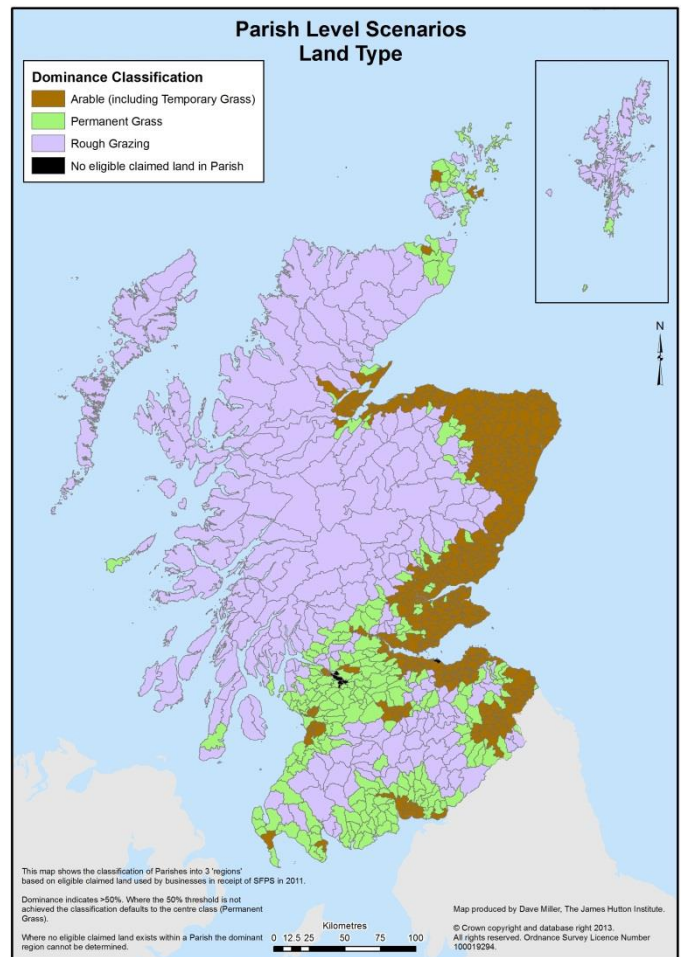 Parish Level Scenarios
Land Type
Dominance Classification
Arable (including Temporary Grass)
Permanent Grass
Rough Grazing
No eligible claimed land in Parish
N
This map shows the classification of Parishes into 3 'regions'
based on eligible claimed land used by businesses in receipt of SFPS in 2011.
Dominance indicates >50%. Where the 50% threshold is not
achieved the classification defaults to the centre class (Permanent
Grass).
Where no eligible claimed land exists within a Parish the dominant
region cannot be determined.
Kilometres
0 12.5 25 50 75 100
Map produced by Dave Miller, The James Hutton Institute.
© Crown copyright and database right 2013.
All rights reserved. Ordnance Survey Licence Number
100019294.